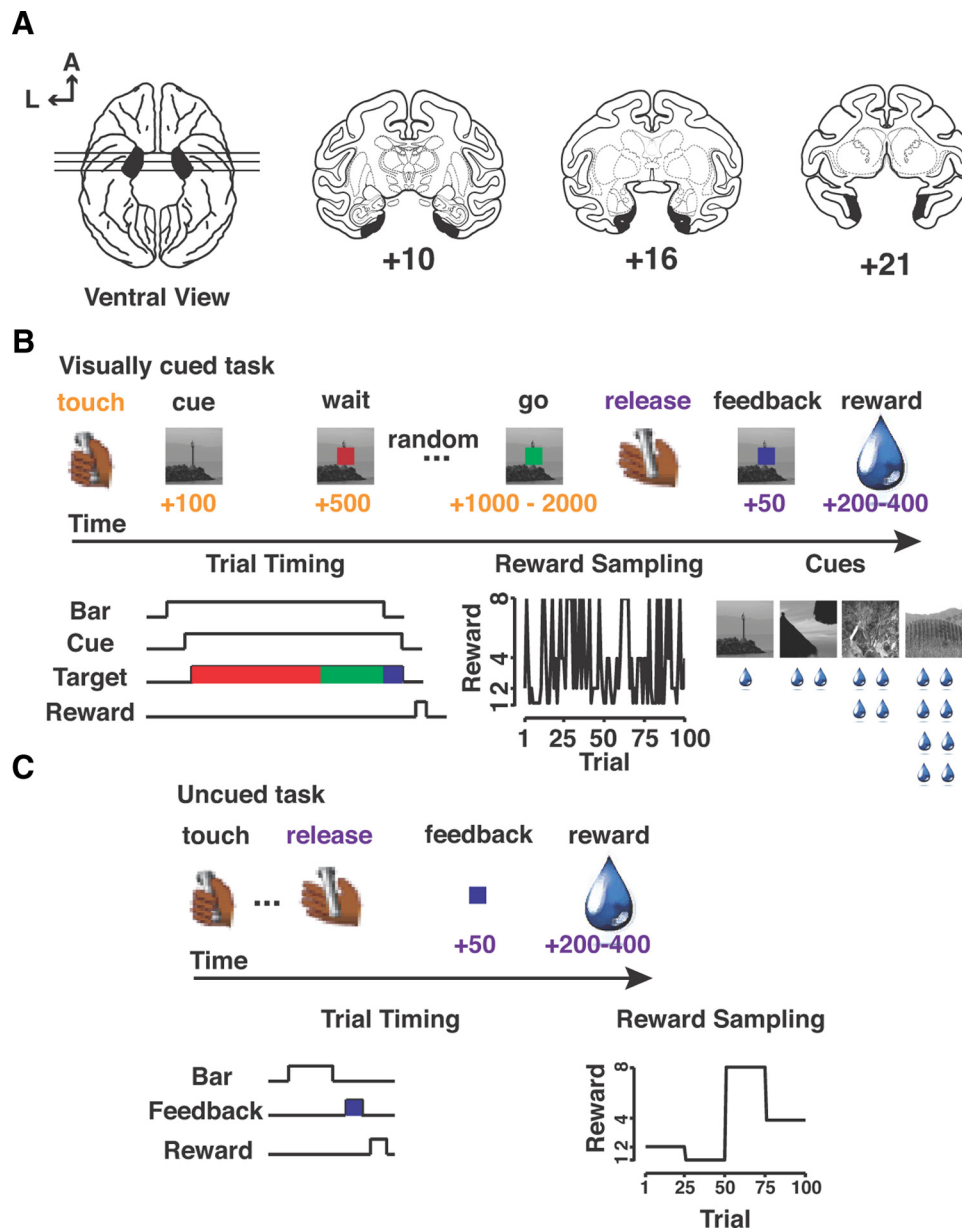 A
A
L
Ventral View
+10
+16
+21
B
Visually cued task
touch cue wait go release feedback reward
random
...
+100 +500 +1000 - 2000 +50 +200-400
Time
Trial Timing Reward Sampling Cues
Bar
Cue
Target
Reward
Reward
8
4
2
1
1 25 50 75 100
Trial
C
Uncued task
touch release feedback reward
...
+50 +200-400
Time
Trial Timing Reward Sampling
Bar
Feedback
Reward
Reward
8
4
2
1
1 25 50 75 100
Trial